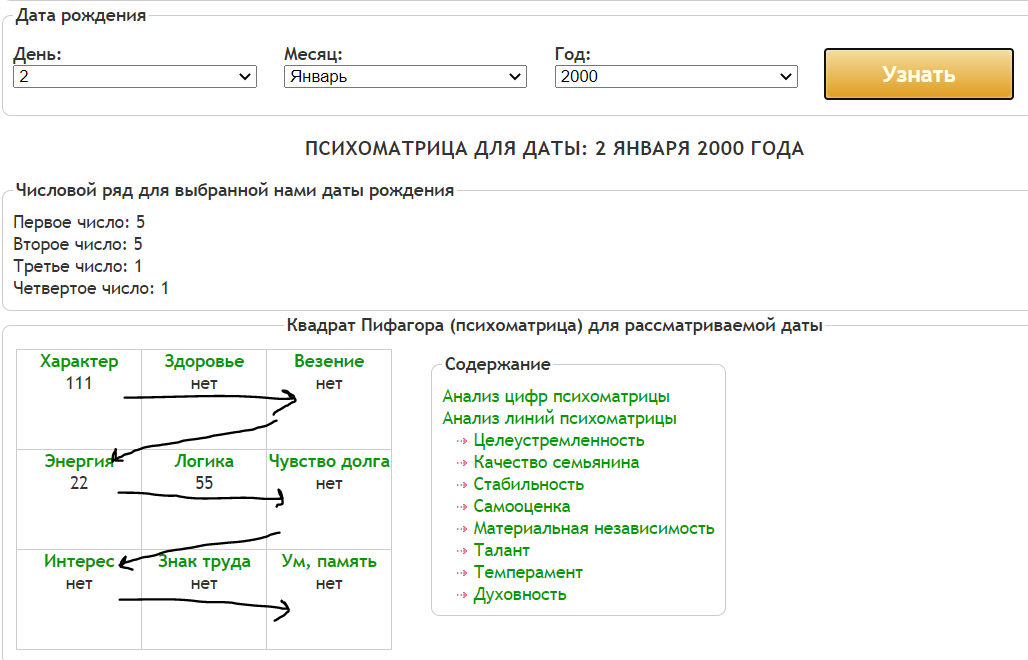 Дата рождения
День: Месяц: Год:
2 Январь 2000 Узнать
ПСИХОМАТРИЦА ДЛЯ ДАТЫ: 2 ЯНВАРЯ 2000 ГОДА
Числовой ряд для выбранной нами даты рождения
Первое число: 5
Второе число: 5
Третье число: 1
Четвертое число: 1
Квадрат Пифагора (психоматрица) для рассматриваемой даты
Характер Здоровье Везение
111 нет нет
Энергия Логика Чувство долга
22 55 нет
Интерес Знак труда Ум, память
нет нет нет
Содержание
Анализ цифр психоматрицы
Анализ линий психоматрицы
Целеустремленность
Качество семьянина
Стабильность
Самооценка
Материальная независимость
Талант
Темперамент
Духовность